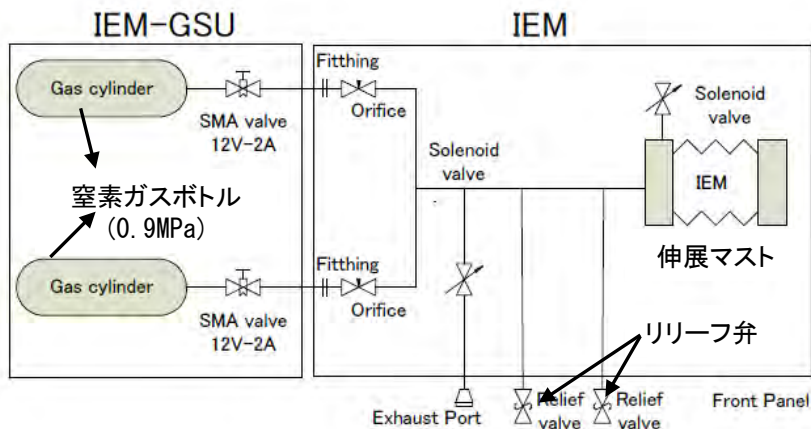 IEM-GSU
IEM
Gas cylinder
SMA valve
12V-2A
Fitthing
Orifice
Solenoid
valve
Solenoid
valve
IEM
伸展マスト
窒素ガスボトル
(0.9MPa)
Gas cylinder
SMA valve
12V-2A
Fitthing
Orifice
リリーフ弁
Exhaust Port
Relief
valve
Relief
valve
Front Panel